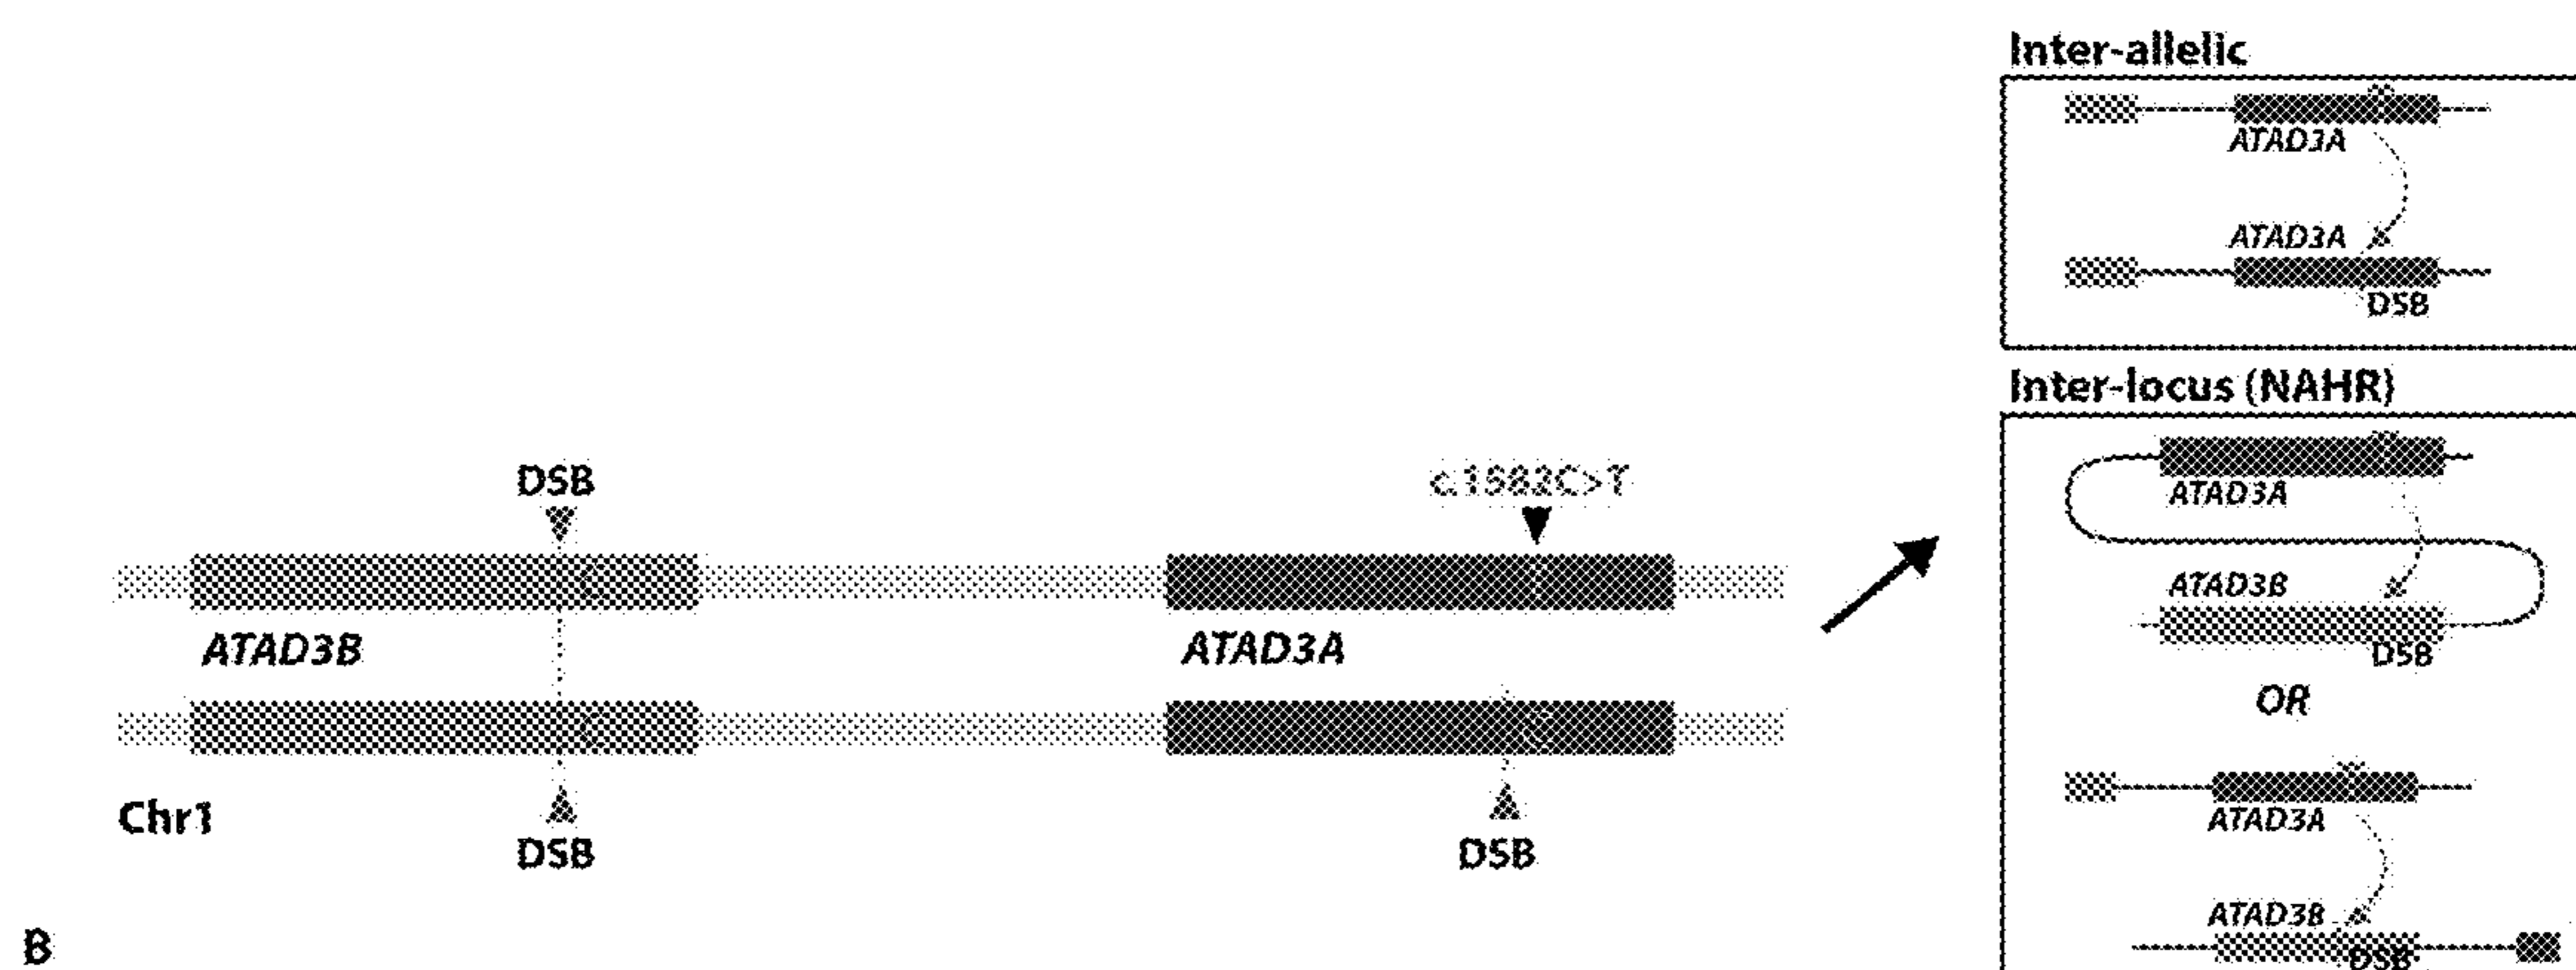 DSB
c.1582C>T
ATAD3B
ATAD3A
Chr1
DSB
DSB
B
Inter-allelic
ATAD3A
ATAD3A
DSB
Inter-locus (NAHR)
ATAD3A
ATAD3B
DSB
OR
ATAD3A
ATAD3B
DSB